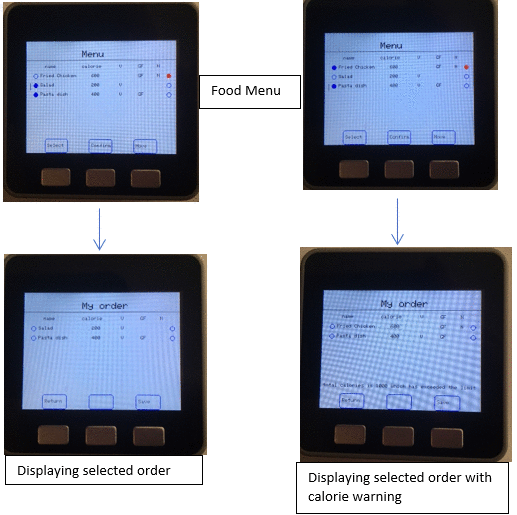 Menu
name calorie V GF H
Fried Chicken 600 GF H
Salad 200 V
Pasta dish 400 V GF
Select Confirm
Food Menu
Menu
name calorie V GF H
Fried Chicken 600 GF H
Salad 200 V
Pasta dish 400 V GF
Select Confirm
My order
name calorie V GF H
Salad 200 V
Pasta dish 400 V GF
Return Save
Displaying selected order
My order
name calorie V GF H
Fried Chicken 600 GF H
Pasta dish 400 V GF
Total calories is 1000 which has exceeded the limit
Return Save
Displaying selected order with
calorie warning